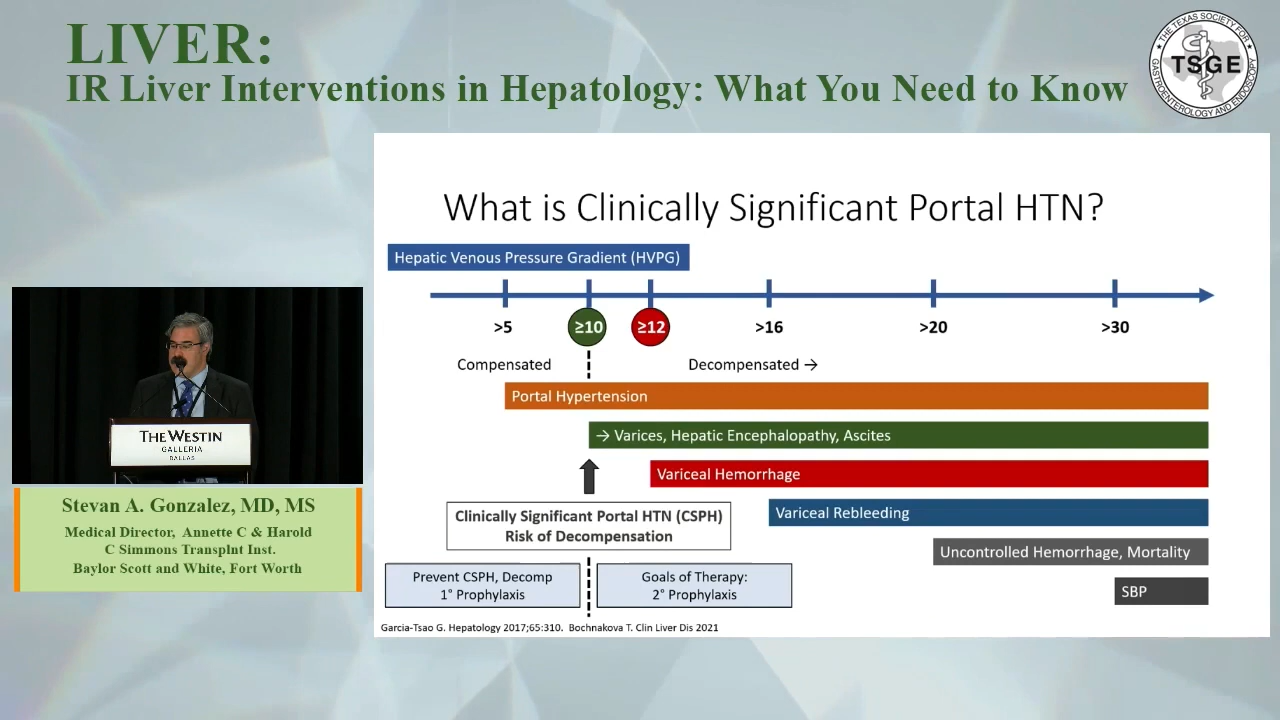 LIVER:
IR Liver Interventions in Hepatology: What You Need to Know
THE TEXAS SOCIETY FOR
TSGE
GASTROENTEROLOGY AND ENDOSCOPY
What is Clinically Significant Portal HTN?
Hepatic Venous Pressure Gradient (HVPG)
>5 ≥10 ≥12 >16 >20 >30
Compensated Decompensated →
Portal Hypertension
→ Varices, Hepatic Encephalopathy, Ascites
Variceal Hemorrhage
Clinically Significant Portal HTN (CSPH)
Risk of Decompensation
Variceal Rebleeding
Uncontrolled Hemorrhage, Mortality
SBP
Prevent CSPH, Decomp
1° Prophylaxis
Goals of Therapy:
2° Prophylaxis
Garcia-Tsao G. Hepatology 2017;65:310. Bochnakova T. Clin Liver Dis 2021
THE WESTIN
GALLERIA
DALLAS
Stevan A. Gonzalez, MD, MS
Medical Director, Annette C & Harold
C Simmons Transplnt Inst.
Baylor Scott and White, Fort Worth